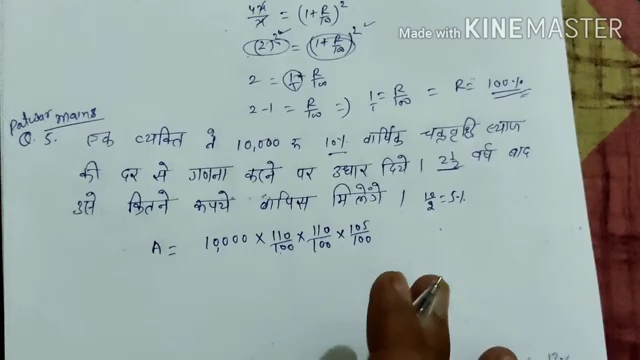 Made with KINEMASTER
4x/x = (1+R/100)²
(2)² = (1+R/100)²
2 = 1+R/100
2-1 = R/100 => 1/1 = R/100 = R = 100%
Patwar mains
Q.5. एक व्यक्ति ने 10,000 रु 10% वार्षिक चक्रवृद्धि ब्याज
की दर से गणना करने पर उधार दिये । 2½ वर्ष बाद
उसे कितने रूपये वापिस मिलेगे । 10/2 = 5%
A = 10,000 × 110/100 × 110/100 × 105/100